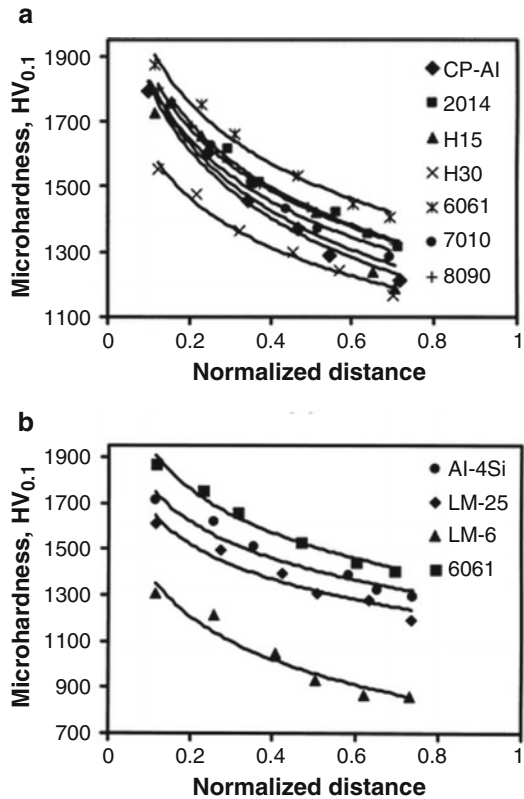 a
Microhardness, HV0.1
1900
1700
1500
1300
1100
CP-Al
2014
H15
H30
6061
7010
8090
0 0.2 0.4 0.6 0.8 1
Normalized distance
b
Microhardness, HV0.1
1900
1700
1500
1300
1100
900
700
Al-4Si
LM-25
LM-6
6061
0 0.2 0.4 0.6 0.8 1
Normalized distance